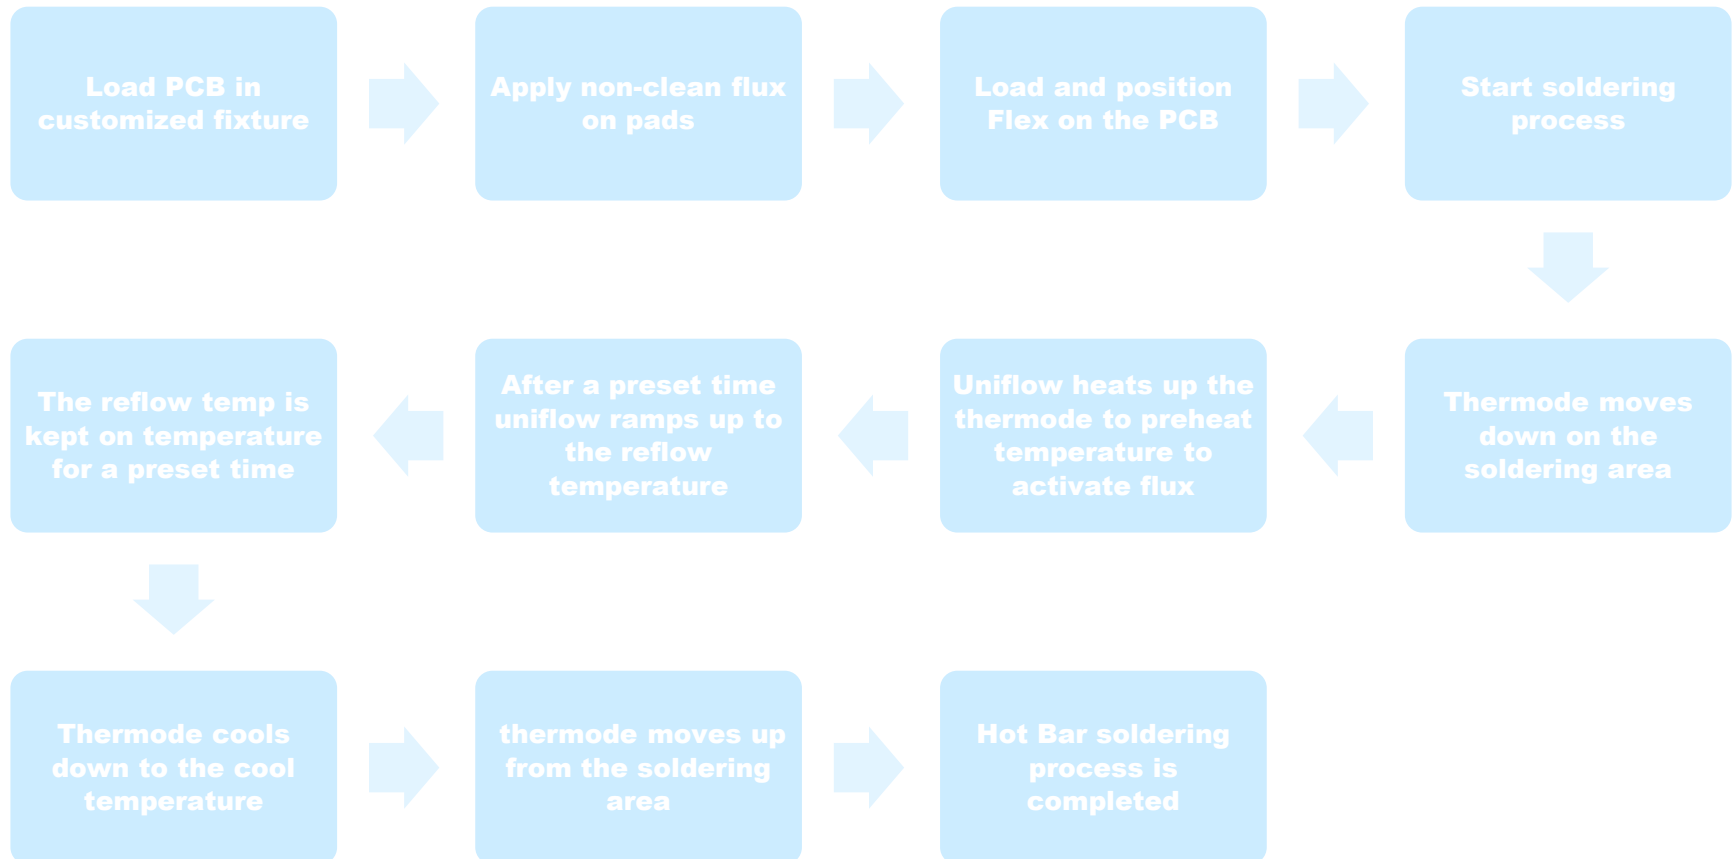 Load PCB in
customized fixture
Apply non-clean flux
on pads
Load and position
Flex on the PCB
Start soldering
process
Thermode moves
down on the
soldering area
Uniflow heats up the
thermode to preheat
temperature to
activate flux
After a preset time
uniflow ramps up to
the reflow
temperature
The reflow temp is
kept on temperature
for a preset time
Thermode cools
down to the cool
temperature
thermode moves up
from the soldering
area
Hot Bar soldering
process is
completed